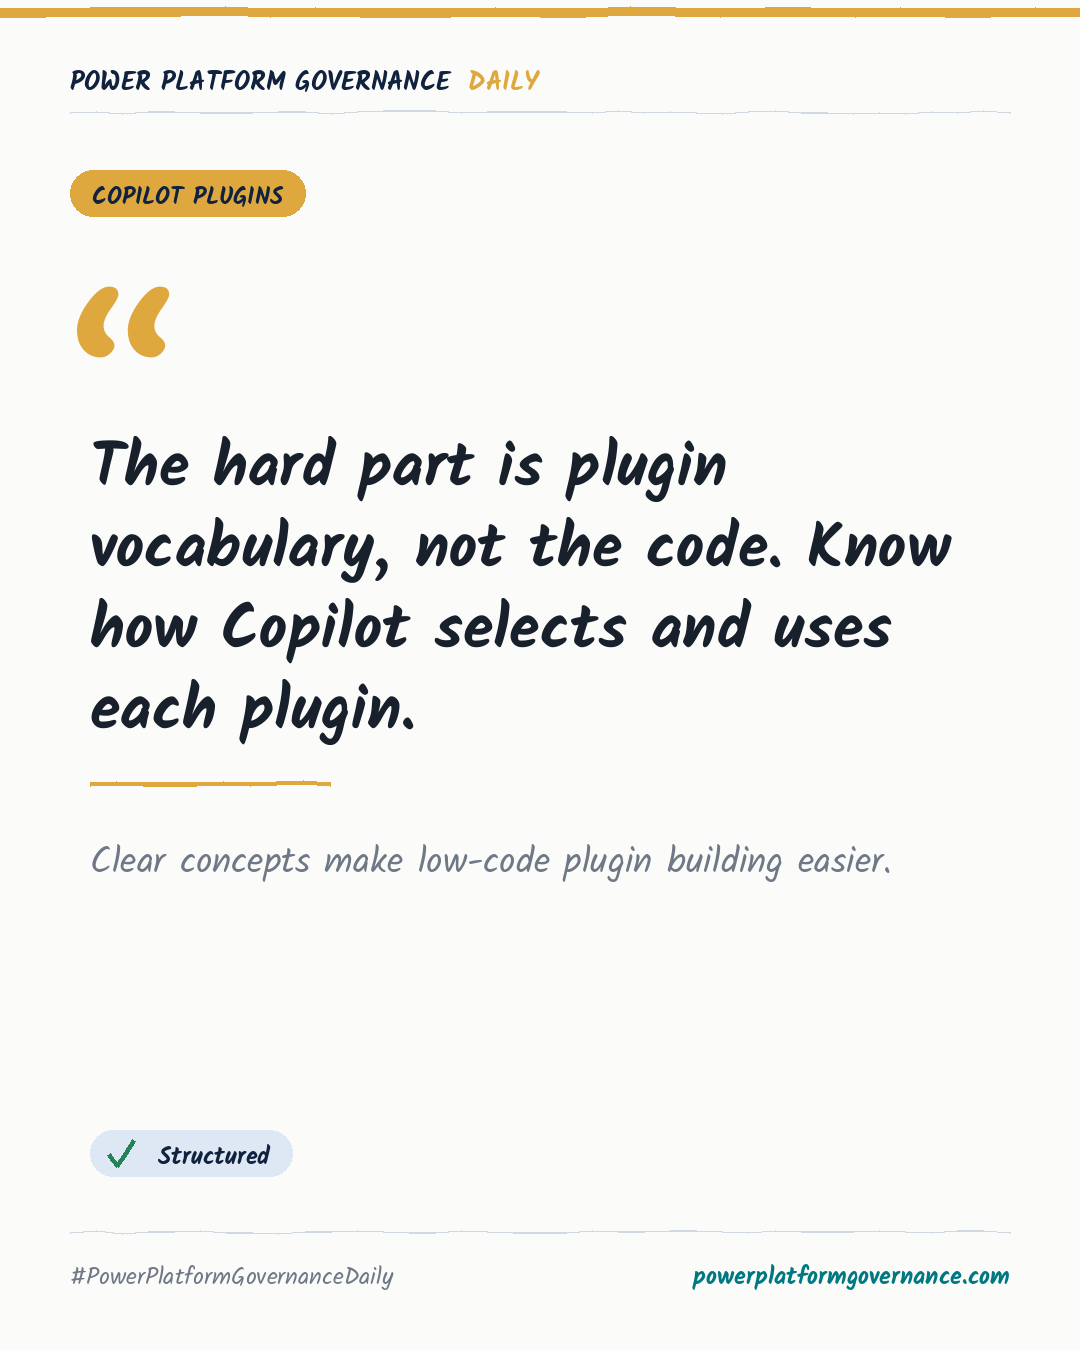 POWER PLATFORM GOVERNANCE DAILY
COPILOT PLUGINS
“
The hard part is plugin
vocabulary, not the code. Know
how Copilot selects and uses
each plugin.
Clear concepts make low-code plugin building easier.
✓ Structured
#PowerPlatformGovernanceDaily
powerplatformgovernance.com